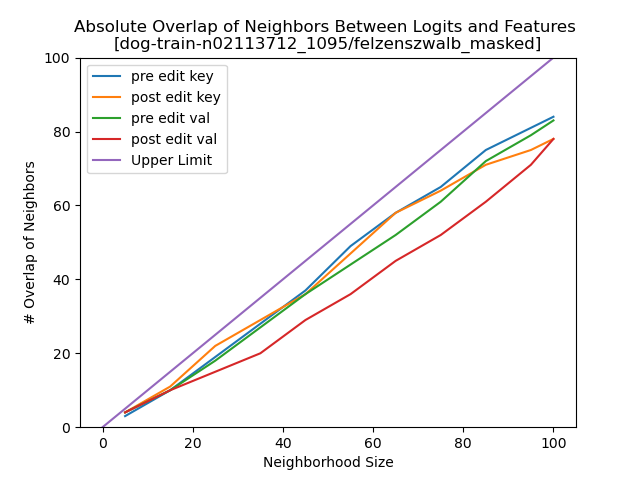 Absolute Overlap of Neighbors Between Logits and Features
[dog-train-n02113712_1095/felzenszwalb_masked]
100
80
60
40
20
0
# Overlap of Neighbors
pre edit key
post edit key
pre edit val
post edit val
Upper Limit
0 20 40 60 80 100
Neighborhood Size